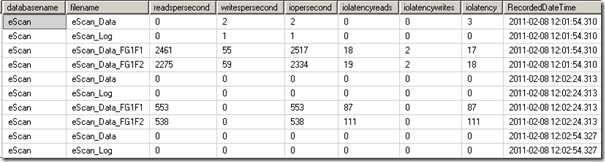 databasename filename readspersecond writespersecond iopersecond iolatencyreads iolatencywrites iolatency RecordedDateTime
eScan eScan_Data 0 2 2 0 0 3 2011-02-08 12:01:54.310
eScan eScan_Log 0 1 1 0 0 0 2011-02-08 12:01:54.310
eScan eScan_Data_FG1F1 2461 55 2517 18 2 17 2011-02-08 12:01:54.310
eScan eScan_Data_FG1F2 2275 59 2334 19 2 18 2011-02-08 12:01:54.310
eScan eScan_Data 0 0 0 0 0 0 2011-02-08 12:02:24.313
eScan eScan_Log 0 0 0 0 0 0 2011-02-08 12:02:24.313
eScan eScan_Data_FG1F1 553 0 553 87 0 87 2011-02-08 12:02:24.313
eScan eScan_Data_FG1F2 538 0 538 111 0 111 2011-02-08 12:02:24.313
eScan eScan_Data 0 0 0 0 0 0 2011-02-08 12:02:54.327
eScan eScan_Log 0 0 0 0 0 0 2011-02-08 12:02:54.327